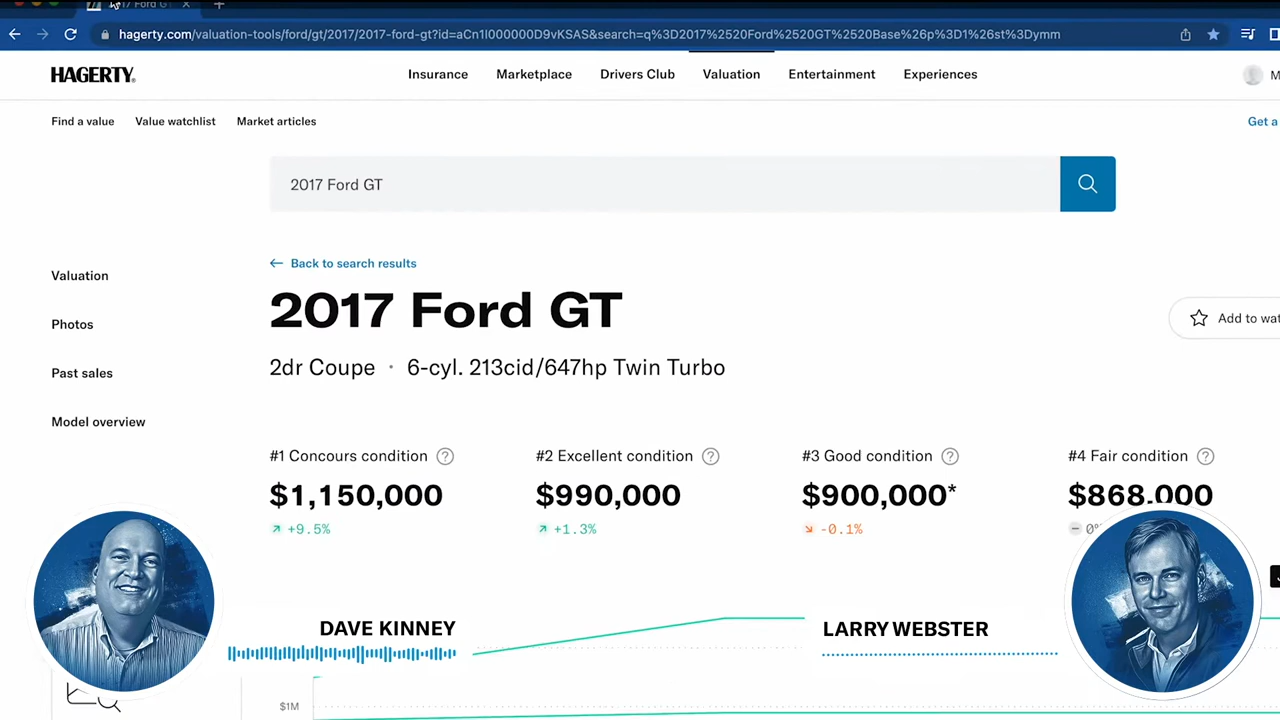 2017 Ford GT
hagerty.com/valuation-tools/ford/gt/2017/2017-ford-gt?id=aCn1I000000D9vKSAS&search=q%3D2017%2520Ford%2520GT%2520Base%26p%3D1%26st%3Dymm
HAGERTY.
Insurance Marketplace Drivers Club Valuation Entertainment Experiences M
Find a value Value watchlist Market articles Get a
2017 Ford GT
Back to search results
Valuation
2017 Ford GT
Photos
Add to wat
2dr Coupe · 6-cyl. 213cid/647hp Twin Turbo
Past sales
Model overview
#1 Concours condition #2 Excellent condition #3 Good condition #4 Fair condition
$1,150,000 $990,000 $900,000* $868,000
+9.5% +1.3% -0.1% 0%
DAVE KINNEY LARRY WEBSTER
$1M